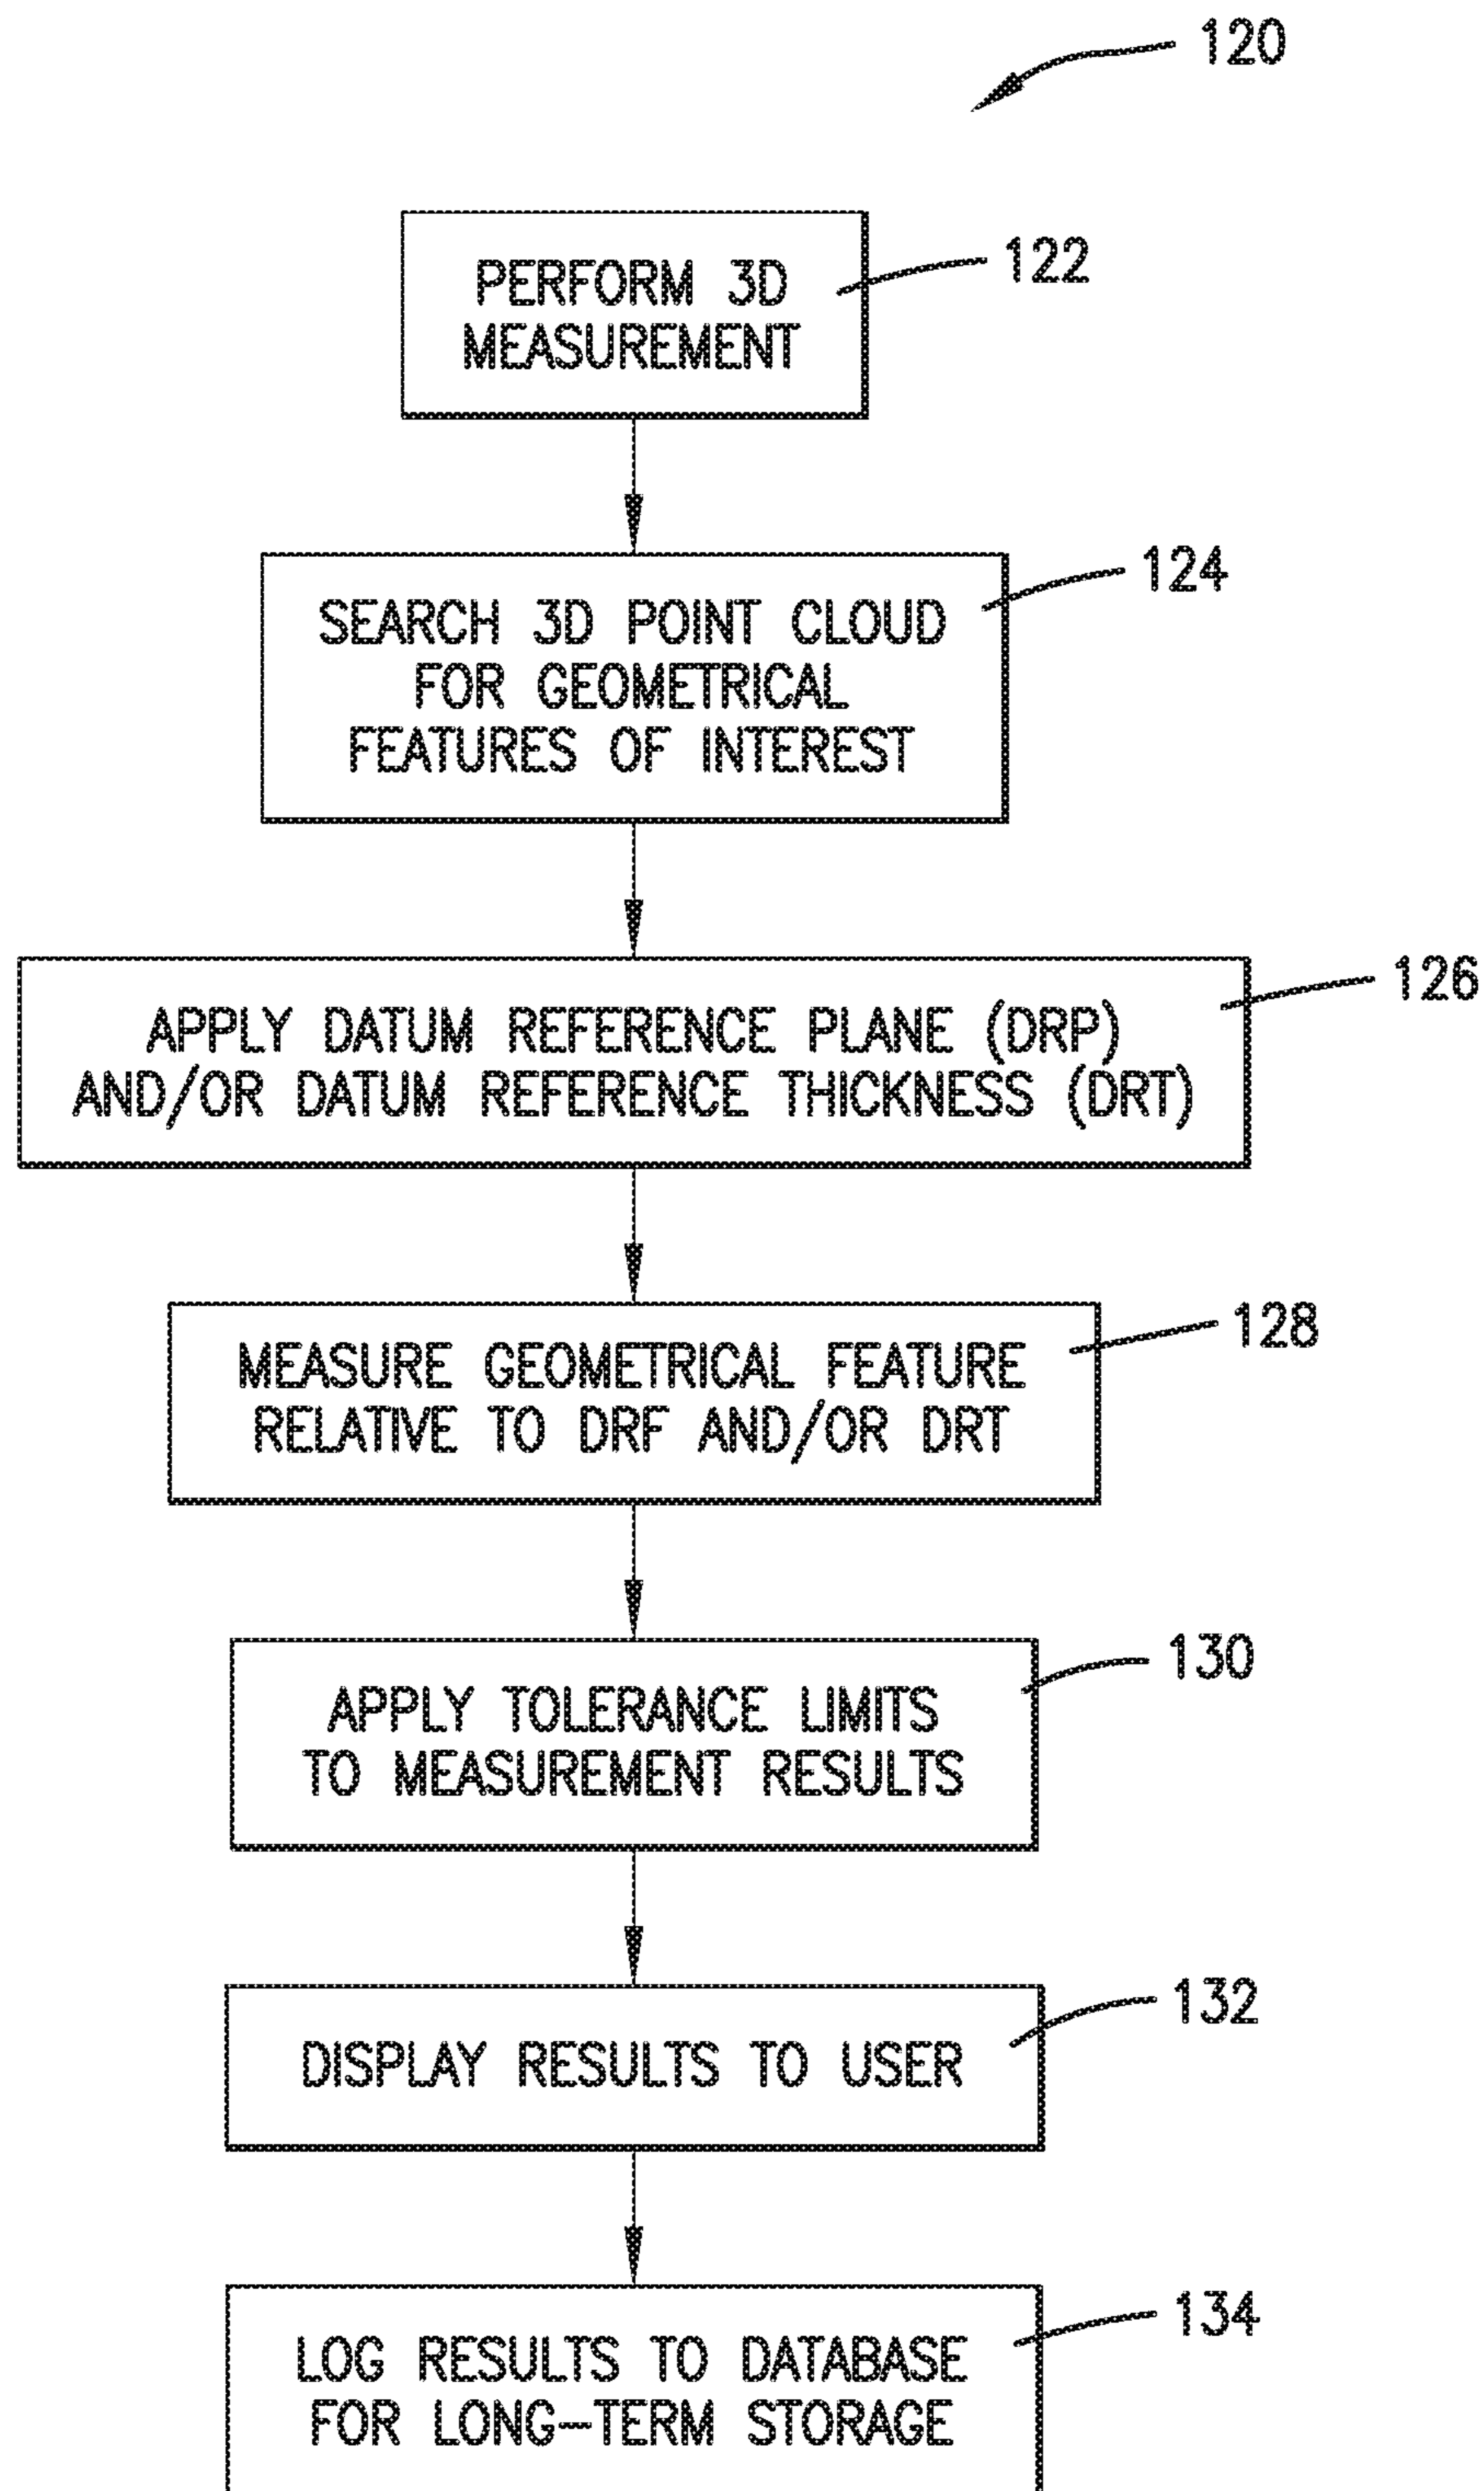 120
PERFORM 3D
MEASUREMENT
122
SEARCH 3D POINT CLOUD
FOR GEOMETRICAL
FEATURES OF INTEREST
124
APPLY DATUM REFERENCE PLANE (DRP)
AND/OR DATUM REFERENCE THICKNESS (DRT)
126
MEASURE GEOMETRICAL FEATURE
RELATIVE TO DRF AND/OR DRT
128
APPLY TOLERANCE LIMITS
TO MEASUREMENT RESULTS
130
DISPLAY RESULTS TO USER
132
LOG RESULTS TO DATABASE
FOR LONG-TERM STORAGE
134